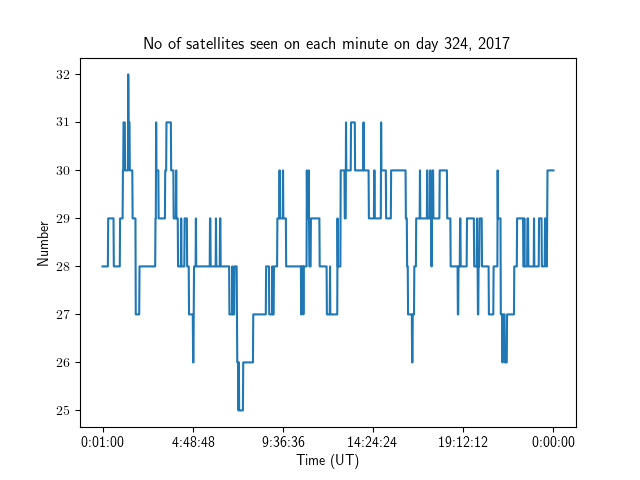 No of satellites seen on each minute on day 324, 2017
32
31
30
29
28
27
26
25
Number
0:01:00 4:48:48 9:36:36 14:24:24 19:12:12 0:00:00
Time (UT)